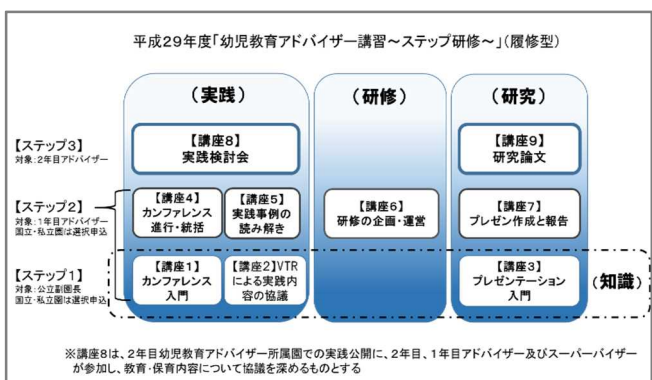 平成29年度「幼児教育アドバイザー講習～ステップ研修～」(履修型)
(実践)
(研修)
(研究)
【ステップ3】
対象:2年目アドバイザー
【講座8】
実践検討会
【講座9】
研究論文
【ステップ2】
対象:1年目アドバイザー
国立・私立園は選択申込
【講座4】
カンファレンス
進行・統括
【講座5】
実践事例の
読み解き
【講座6】
研修の企画・運営
【講座7】
プレゼン作成と報告
【ステップ1】
対象:公立副園長
国立・私立園は選択申込
【講座1】
カンファレンス
入門
【講座2】VTR
による実践内
容の協議
【講座3】
プレゼンテーション
入門
(知識)
※講座8は、2年目幼児教育アドバイザー所属園での実践公開に、2年目、1年目アドバイザー及びスーパーバイザー
が参加し、教育・保育内容について協議を深めるものとする